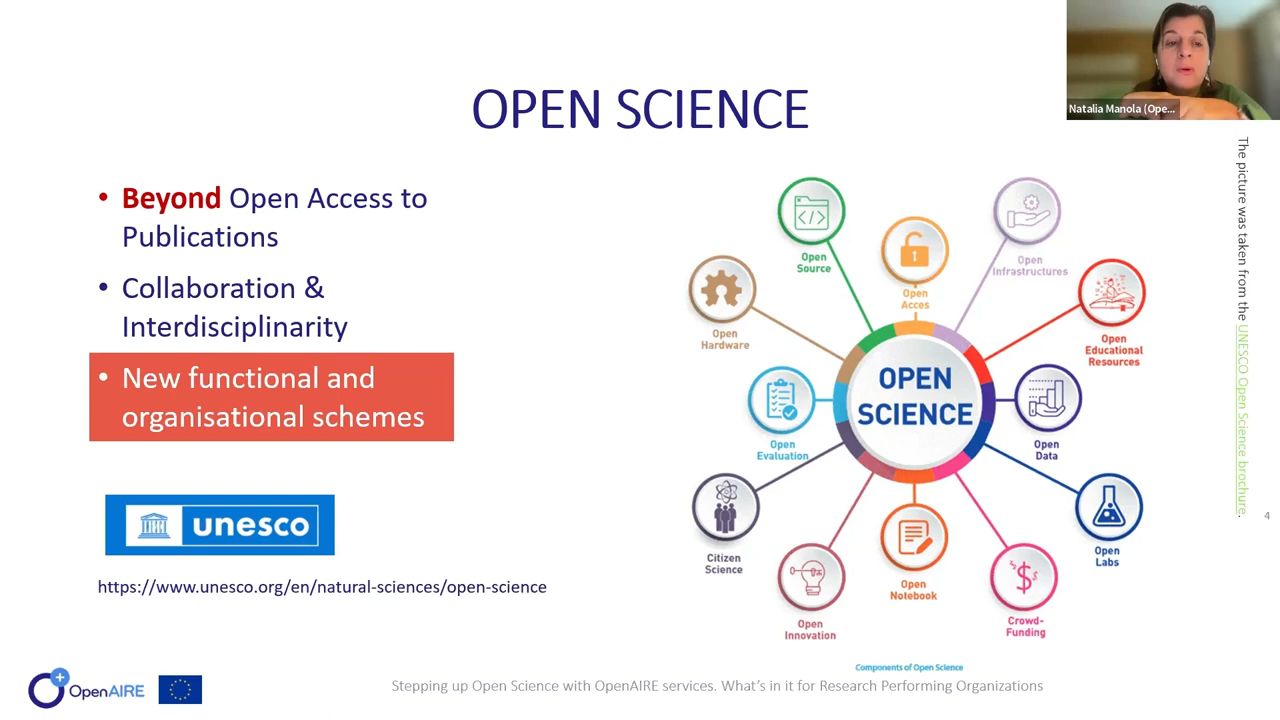 OPEN SCIENCE
Natalia Manola (Ope...
• Beyond Open Access to
Publications
• Collaboration &
Interdisciplinarity
• New functional and
organisational schemes
unesco
https://www.unesco.org/en/natural-sciences/open-science
Open
Source
Open
Acces
Open
Infrastructures
Open
Hardware
Open
Educational
Resources
OPEN
SCIENCE
Open
Evaluation
Open
Data
Citizen
Science
Open
Labs
Open
Innovation
Open
Notebook
Crowd-
Funding
Components of Open Science
The picture was taken from the UNESCO Open Science brochure.
4
OpenAIRE
Stepping up Open Science with OpenAIRE services. What's in it for Research Performing Organizations